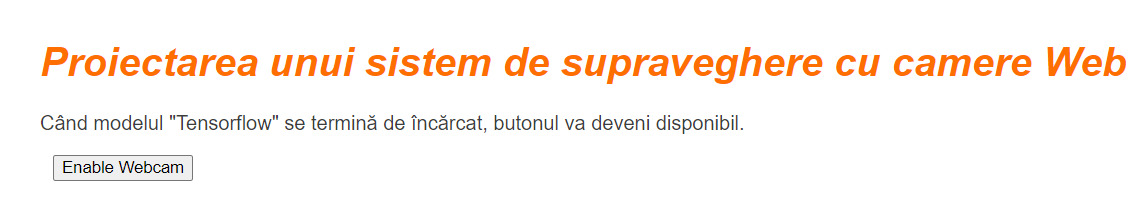 Proiectarea unui sistem de supraveghere cu camere Web
Când modelul "Tensorflow" se termină de încărcat, butonul va deveni disponibil.
Enable Webcam